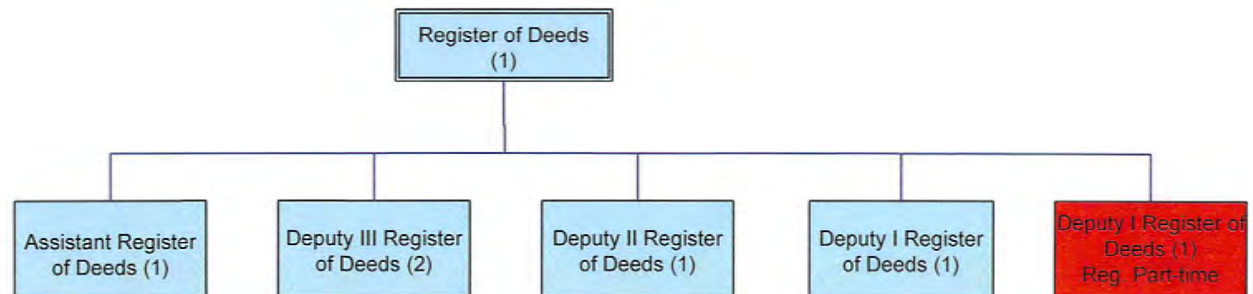 Register of Deeds
(1)
Assistant Register
of Deeds (1)
Deputy III Register
of Deeds (2)
Deputy II Register
of Deeds (1)
Deputy I Register
of Deeds (1)
Deputy I Register of
Deeds (1)
Reg. Part-time